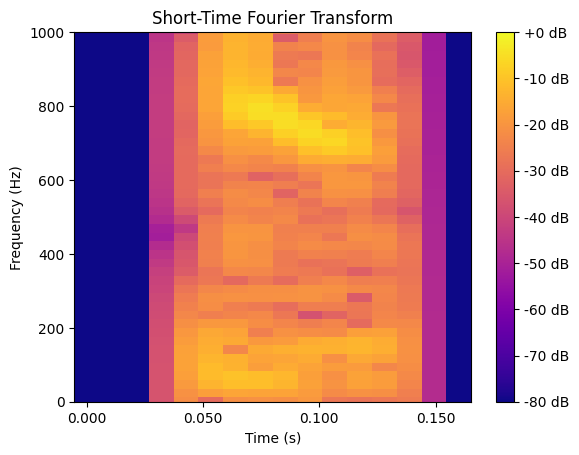 Short-Time Fourier Transform
1000
800
600
400
200
0
Frequency (Hz)
0.000
0.050
0.100
0.150
Time (s)
+0 dB
-10 dB
-20 dB
-30 dB
-40 dB
-50 dB
-60 dB
-70 dB
-80 dB